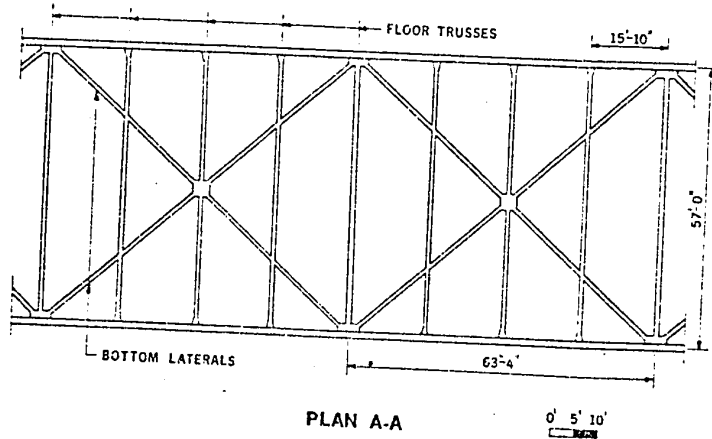 FLOOR TRUSSES
15'-10"
57'-0"
BOTTOM LATERALS
63'-4"
PLAN A-A
0' 5' 10'